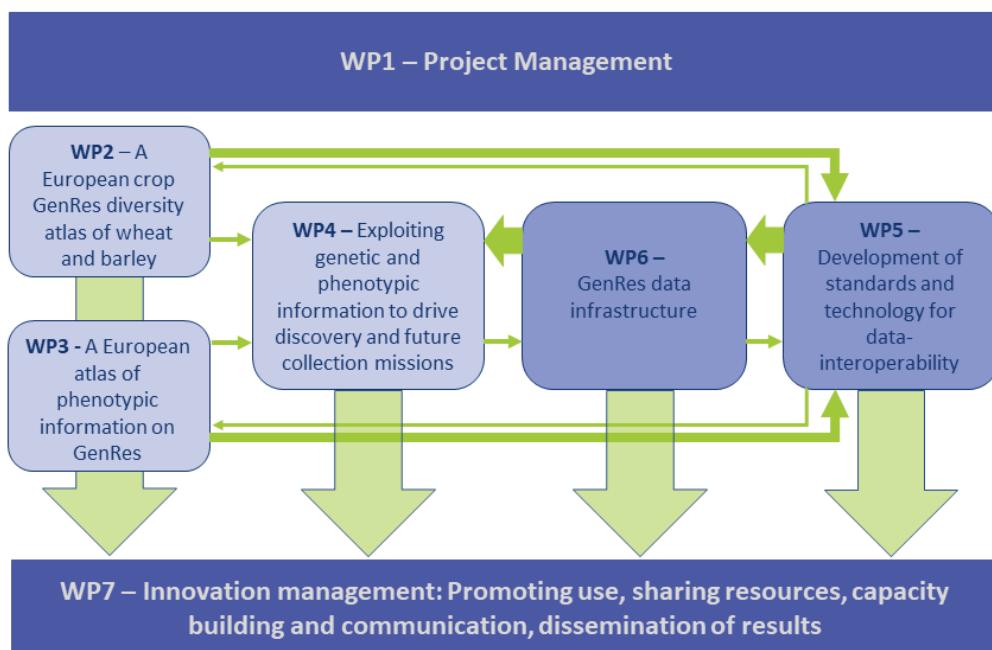 WP1 – Project Management
WP2 – A
European crop
GenRes diversity
atlas of wheat
and barley
WP4 – Exploiting
genetic and
phenotypic
information to drive
discovery and future
collection missions
WP6 –
GenRes data
infrastructure
WP5 –
Development of
standards and
technology for
data-
interoperability
WP3 - A European
atlas of
phenotypic
information on
GenRes
WP7 – Innovation management: Promoting use, sharing resources, capacity
building and communication, dissemination of results